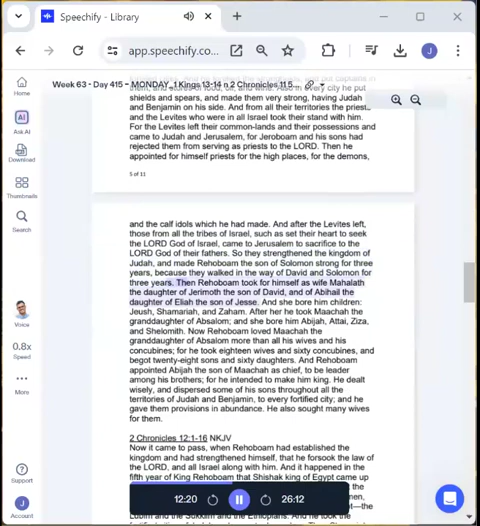 Speechify - Library
app.speechify.co...
J
Home
AI
Ask AI
Download
Thumbnails
Search
Voice
0.8x
Speed
More
Support
Account
Week 63 - Day 415 -- MONDAY 1 Kings 13-14 n 2 Chronicles 11.5
them, and stores of food, oil, and wine. Also in every city he put
shields and spears, and made them very strong, having Judah
and Benjamin on his side. And from all their territories the priest
and the Levites who were in all Israel took their stand with him.
For the Levites left their common-lands and their possessions and
came to Judah and Jerusalem, for Jeroboam and his sons had
rejected them from serving as priests to the LORD. Then he
appointed for himself priests for the high places, for the demons,
5 of 11
and the calf idols which he had made. And after the Levites left,
those from all the tribes of Israel, such as set their heart to seek
the LORD God of Israel, came to Jerusalem to sacrifice to the
LORD God of their fathers. So they strengthened the kingdom of
Judah, and made Rehoboam the son of Solomon strong for three
years, because they walked in the way of David and Solomon for
three years. Then Rehoboam took for himself as wife Mahalath
the daughter of Jerimoth the son of David, and of Abihail the
daughter of Eliah the son of Jesse. And she bore him children:
Jeush, Shamariah, and Zaham. After her he took Maachah the
granddaughter of Absalom; and she bore him Abijah, Attai, Ziza,
and Shelomith. Now Rehoboam loved Maachah the
granddaughter of Absalom more than all his wives and his
concubines; for he took eighteen wives and sixty concubines, and
begot twenty-eight sons and sixty daughters. And Rehoboam
appointed Abijah the son of Maachah as chief, to be leader
among his brothers; for he intended to make him king. He dealt
wisely, and dispersed some of his sons throughout all the
territories of Judah and Benjamin, to every fortified city; and he
gave them provisions in abundance. He also sought many wives
for them.
2 Chronicles 12:1-16 NKJV
Now it came to pass, when Rehoboam had established the
kingdom and had strengthened himself, that he forsook the law of
the LORD, and all Israel along with him. And it happened in the
fifth year of King Rehoboam that Shishak king of Egypt came up
12:20
26:12